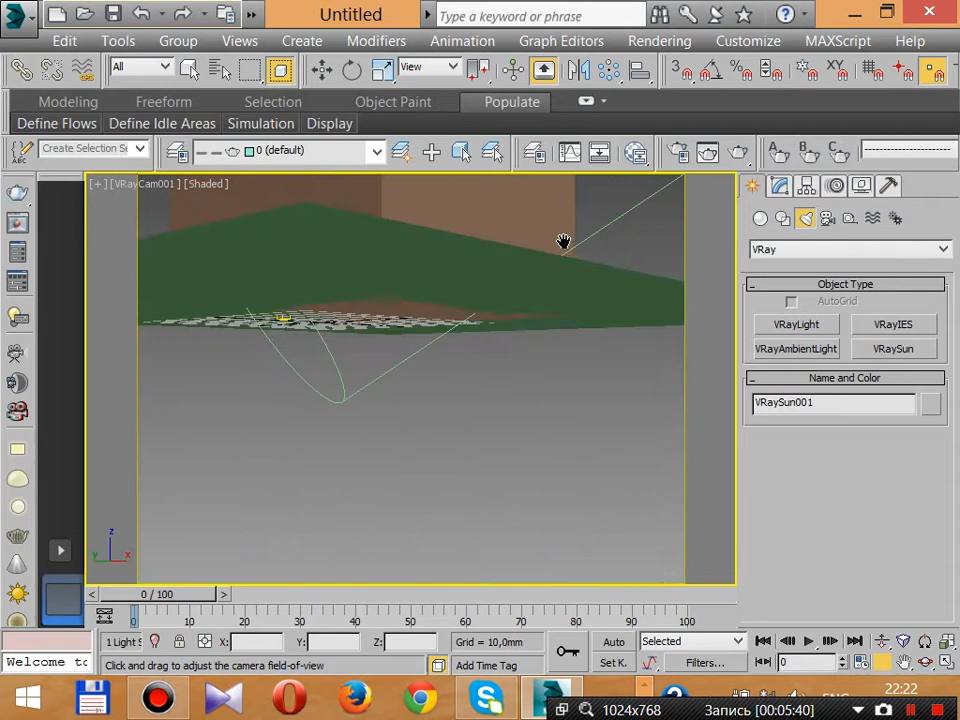 Untitled
Type a keyword or phrase
Edit Tools Group Views Create Modifiers Animation Graph Editors Rendering Customize MAXScript Help
All
View
3
%
XY
Modeling Freeform Selection Object Paint Populate
Define Flows Define Idle Areas Simulation Display
ABC
Create Selection Se
0 (default)
A B C
[+] [VRayCam001] [Shaded]
VRay
Object Type
AutoGrid
VRayLight VRayIES
VRayAmbientLight VRaySun
Name and Color
VRaySun001
z
y x
< 0 / 100 >
0 10 20 30 40 50 60 70 80 90 100
1 Light S X: Y: Z: Grid = 10,0mm Auto Selected
Welcome to Click and drag to adjust the camera field-of-view Add Time Tag Set K. Filters... 0
22:22
1024x768 Запись [00:05:40]